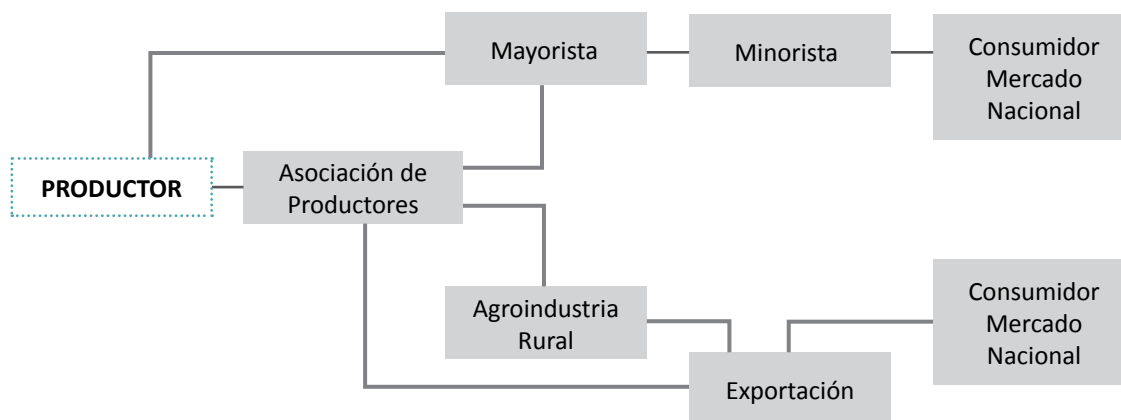 Mayorista
Minorista
Consumidor
Mercado
Nacional
PRODUCTOR
Asociación de
Productores
Agroindustria
Rural
Consumidor
Mercado
Nacional
Exportación